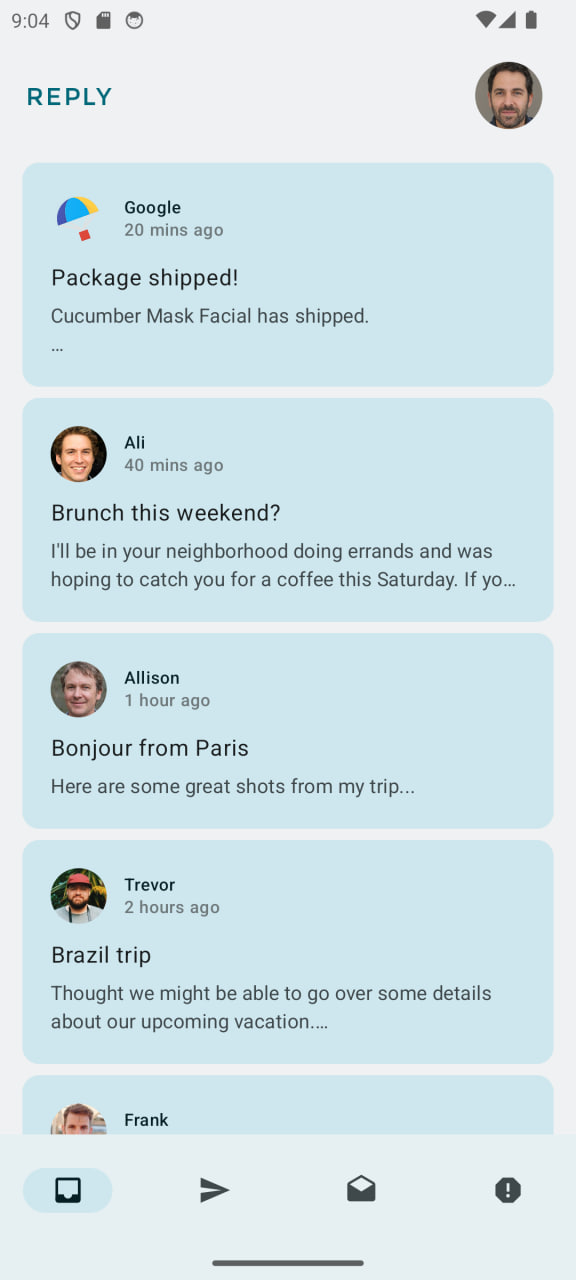 9:04
REPLY
Google
20 mins ago
Package shipped!
Cucumber Mask Facial has shipped.
...
Ali
40 mins ago
Brunch this weekend?
I'll be in your neighborhood doing errands and was
hoping to catch you for a coffee this Saturday. If yo...
Allison
1 hour ago
Bonjour from Paris
Here are some great shots from my trip...
Trevor
2 hours ago
Brazil trip
Thought we might be able to go over some details
about our upcoming vacation....
Frank